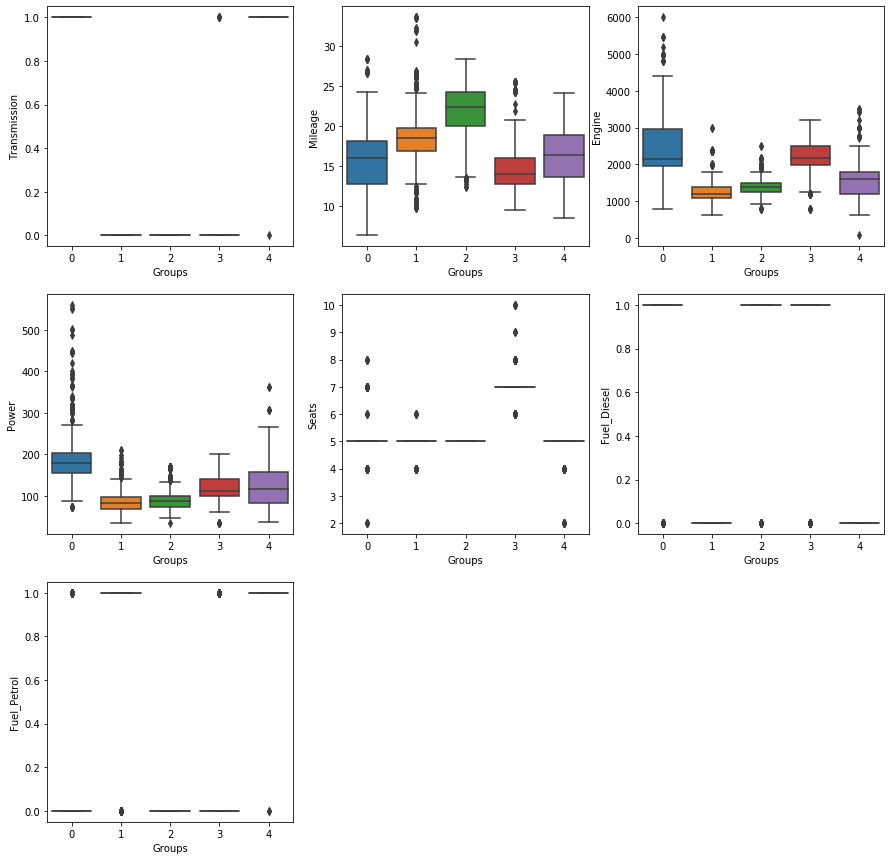 1.0
0.8
0.6
0.4
0.2
0.0
Transmission
0 1 2 3 4
Groups
30
25
20
15
10
Mileage
0 1 2 3 4
Groups
6000
5000
4000
3000
2000
1000
0
Engine
0 1 2 3 4
Groups
500
400
300
200
100
Power
0 1 2 3 4
Groups
10
9
8
7
6
5
4
3
2
Seats
0 1 2 3 4
Groups
1.0
0.8
0.6
0.4
0.2
0.0
Fuel_Diesel
0 1 2 3 4
Groups
1.0
0.8
0.6
0.4
0.2
0.0
Fuel_Petrol
0 1 2 3 4
Groups